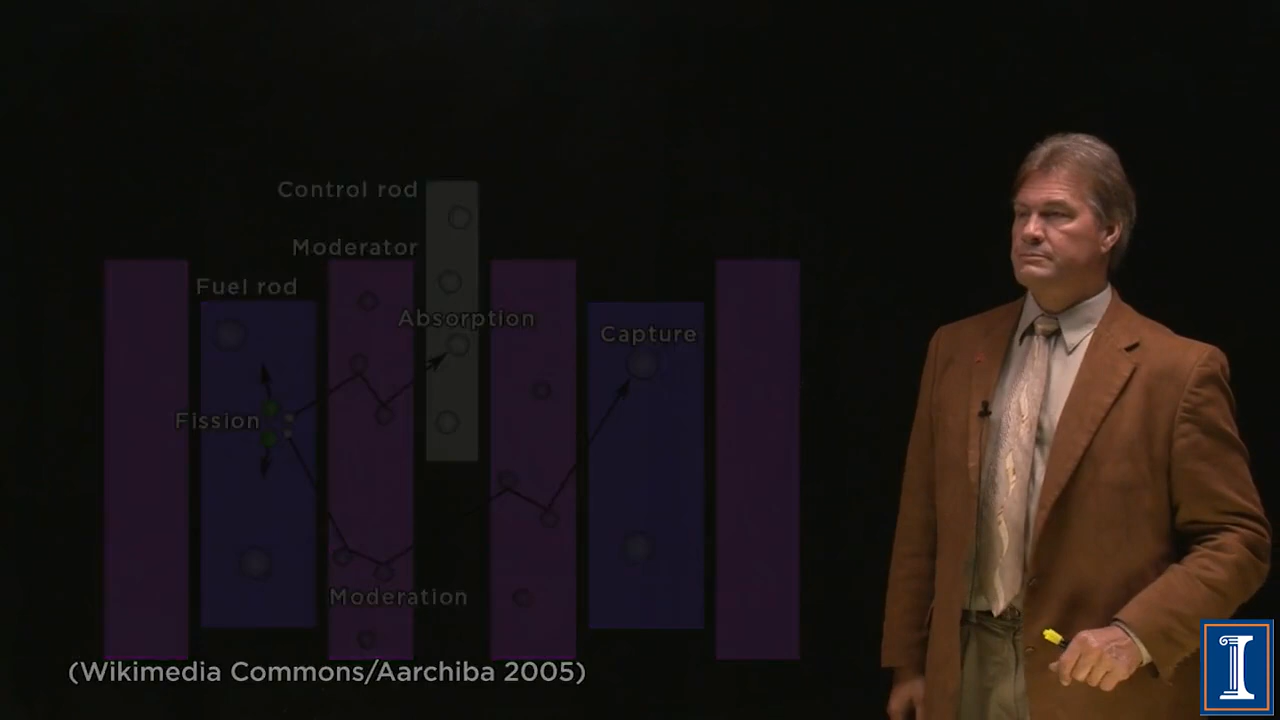 Control rod
Moderator
Fuel rod
Absorption
Capture
Fission
Moderation
(Wikimedia Commons/Aarchiba 2005)
I